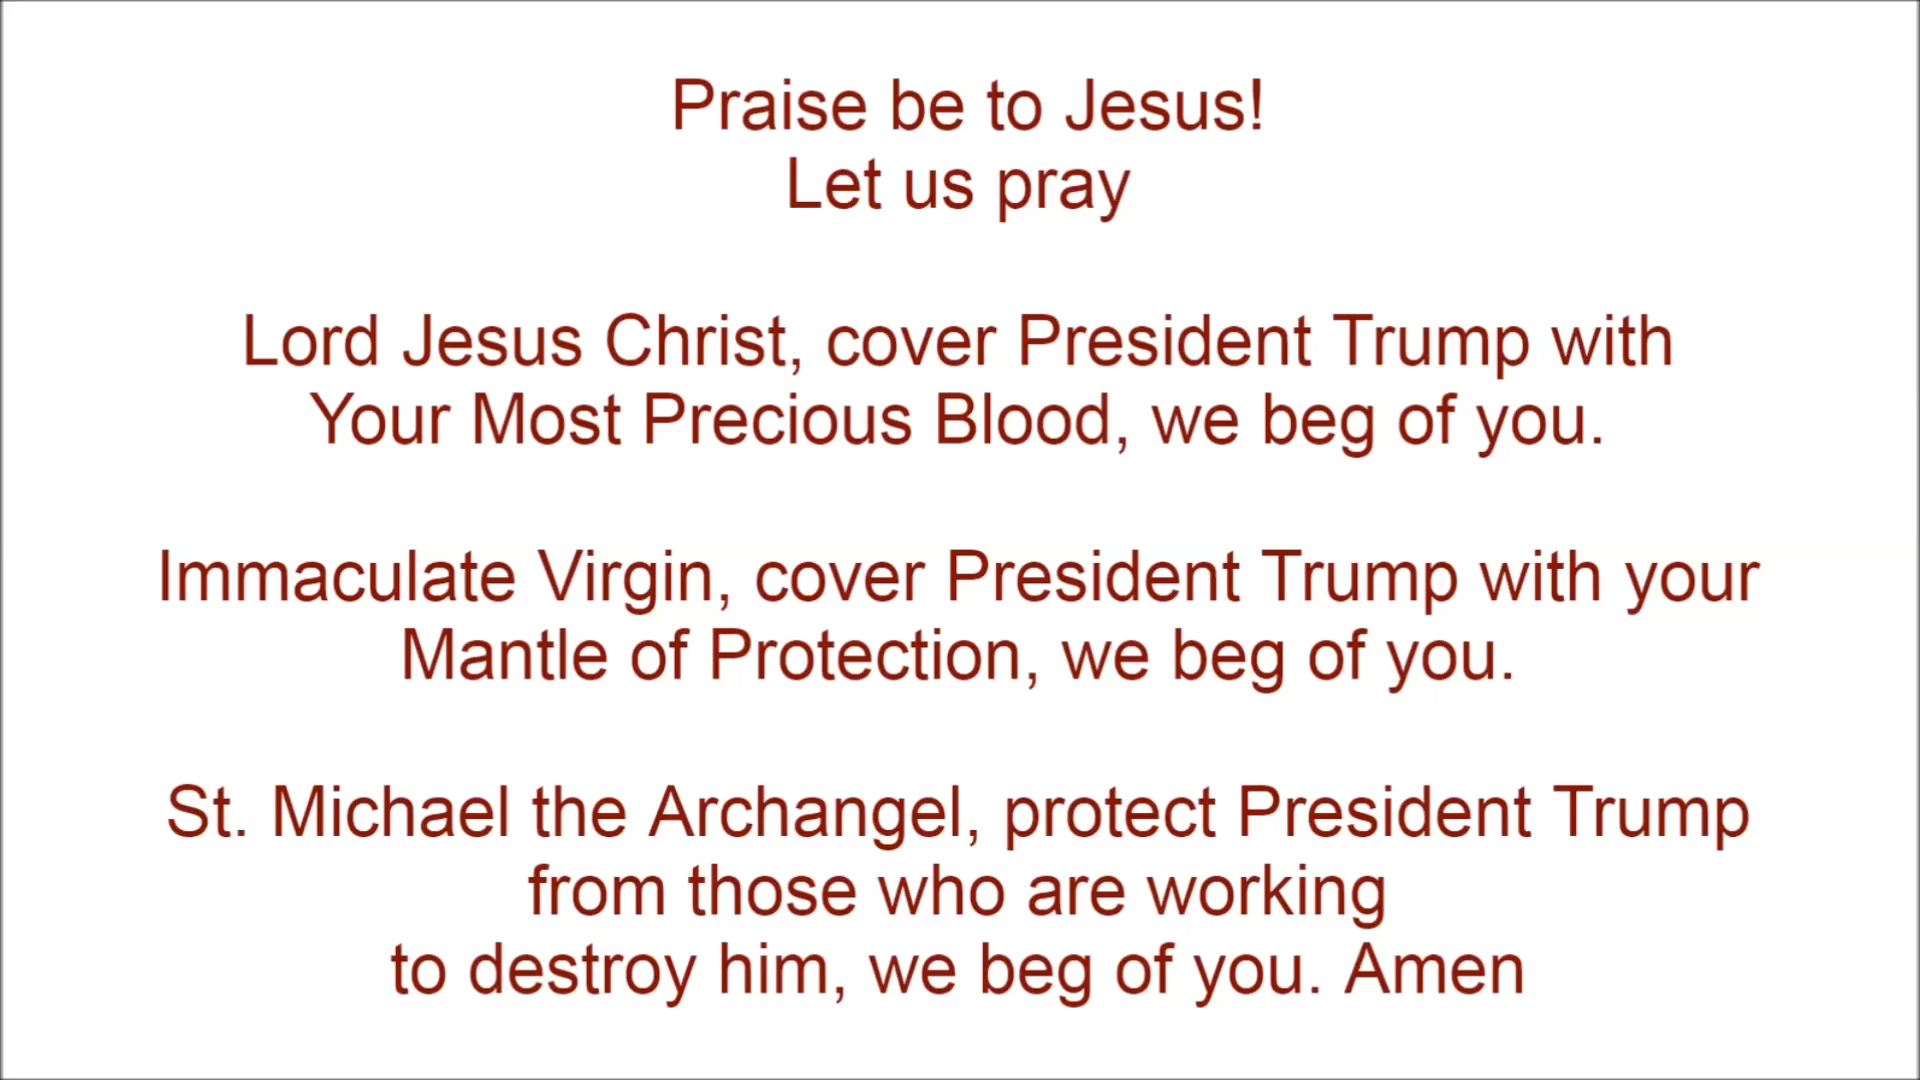 Praise be to Jesus!
Let us pray
Lord Jesus Christ, cover President Trump with
Your Most Precious Blood, we beg of you.
Immaculate Virgin, cover President Trump with your
Mantle of Protection, we beg of you.
St. Michael the Archangel, protect President Trump
from those who are working
to destroy him, we beg of you. Amen